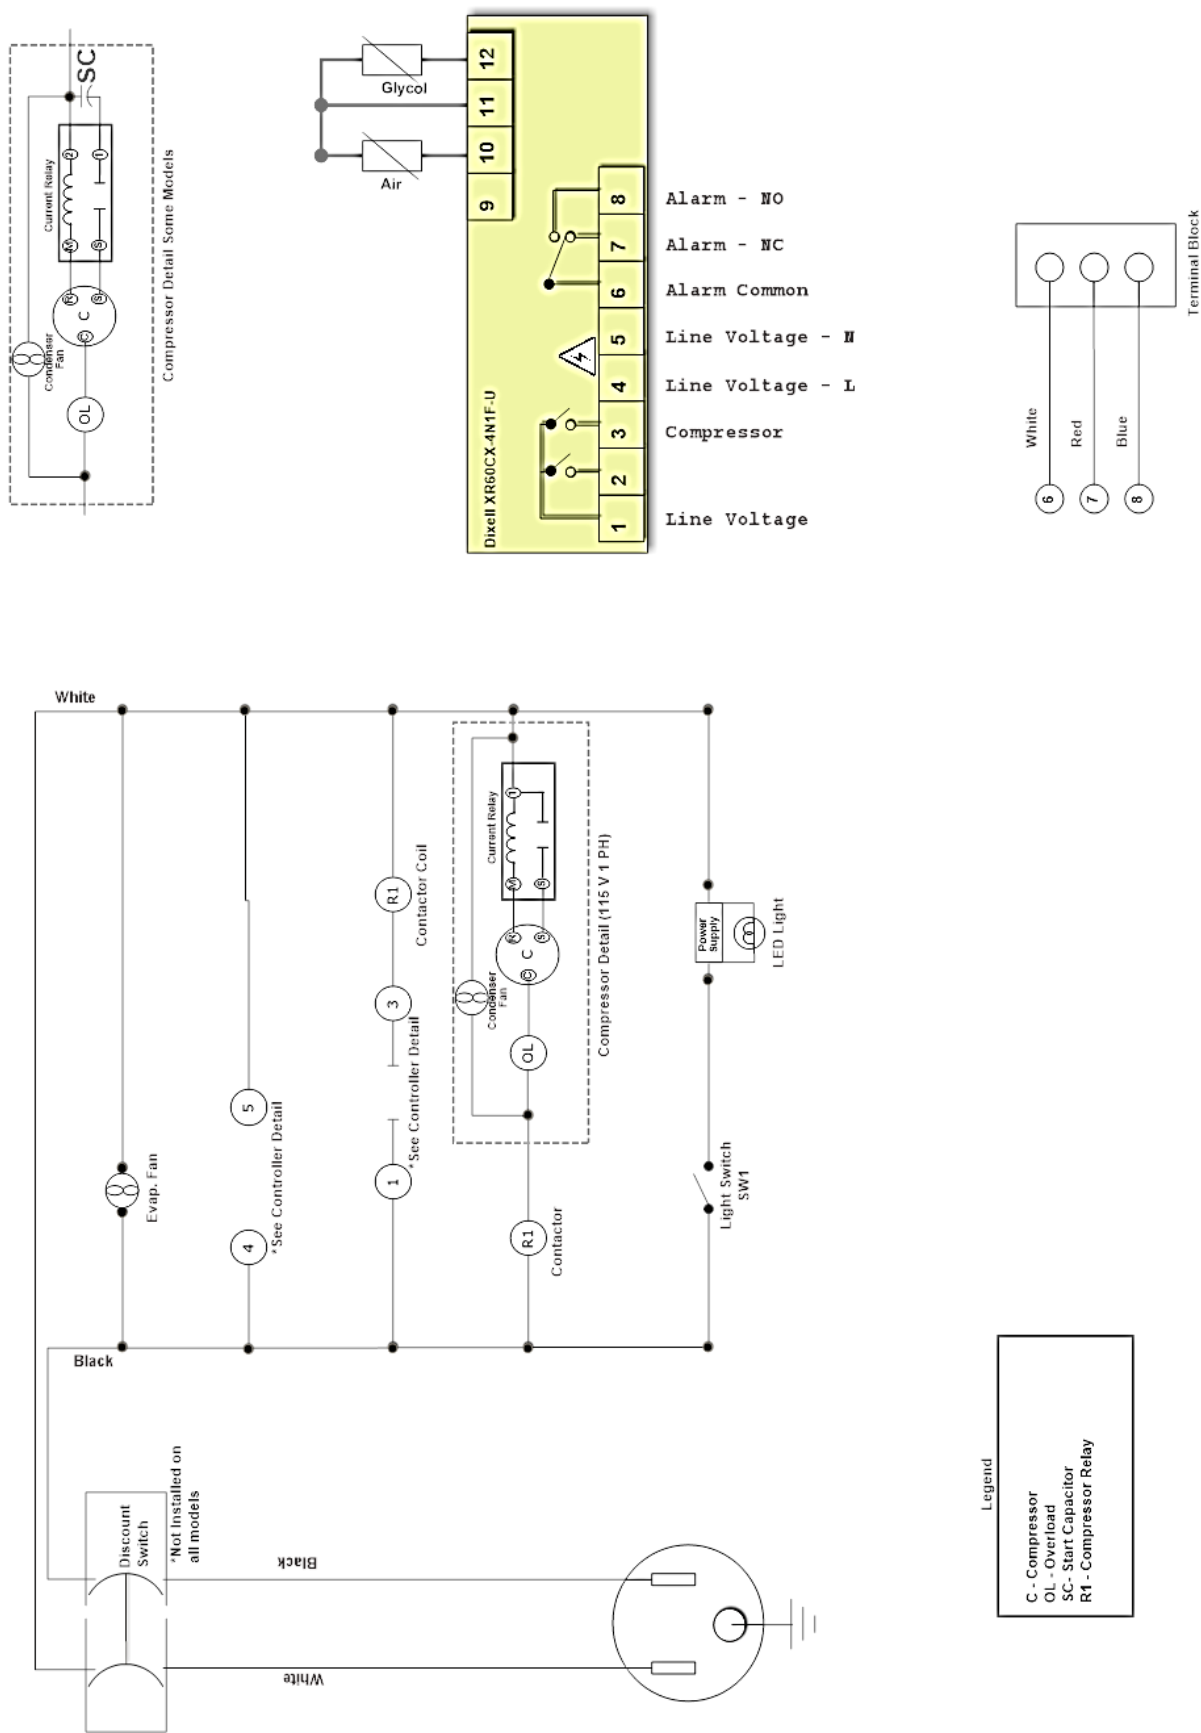 SC
Current Relay
2
1
M
S
R
S
C
C
Condenser
Fan
OL
Compressor Detail Some Models
Glycol
Air
12
11
10
9
8
7
6
5
4
3
2
1
Dixell XR60CX-4N1F-U
Alarm - NO
Alarm - NC
Alarm Common
Line Voltage - N
Line Voltage - L
Compressor
Line Voltage
Terminal Block
White
Red
Blue
6
7
8
White
Black
Evap. Fan
5
4
*See Controller Detail
R1
Contactor Coil
3
1
*See Controller Detail
Current Relay
1
M
S
R
S
C
C
Condenser
Fan
OL
Compressor Detail (115 V 1 PH)
R1
Contactor
Power
supply
LED Light
Light Switch
SW1
Discount
Switch
*Not Installed on
all models
Black
White
Legend
C - Compressor
OL - Overload
SC- Start Capacitor
R1 - Compressor Relay